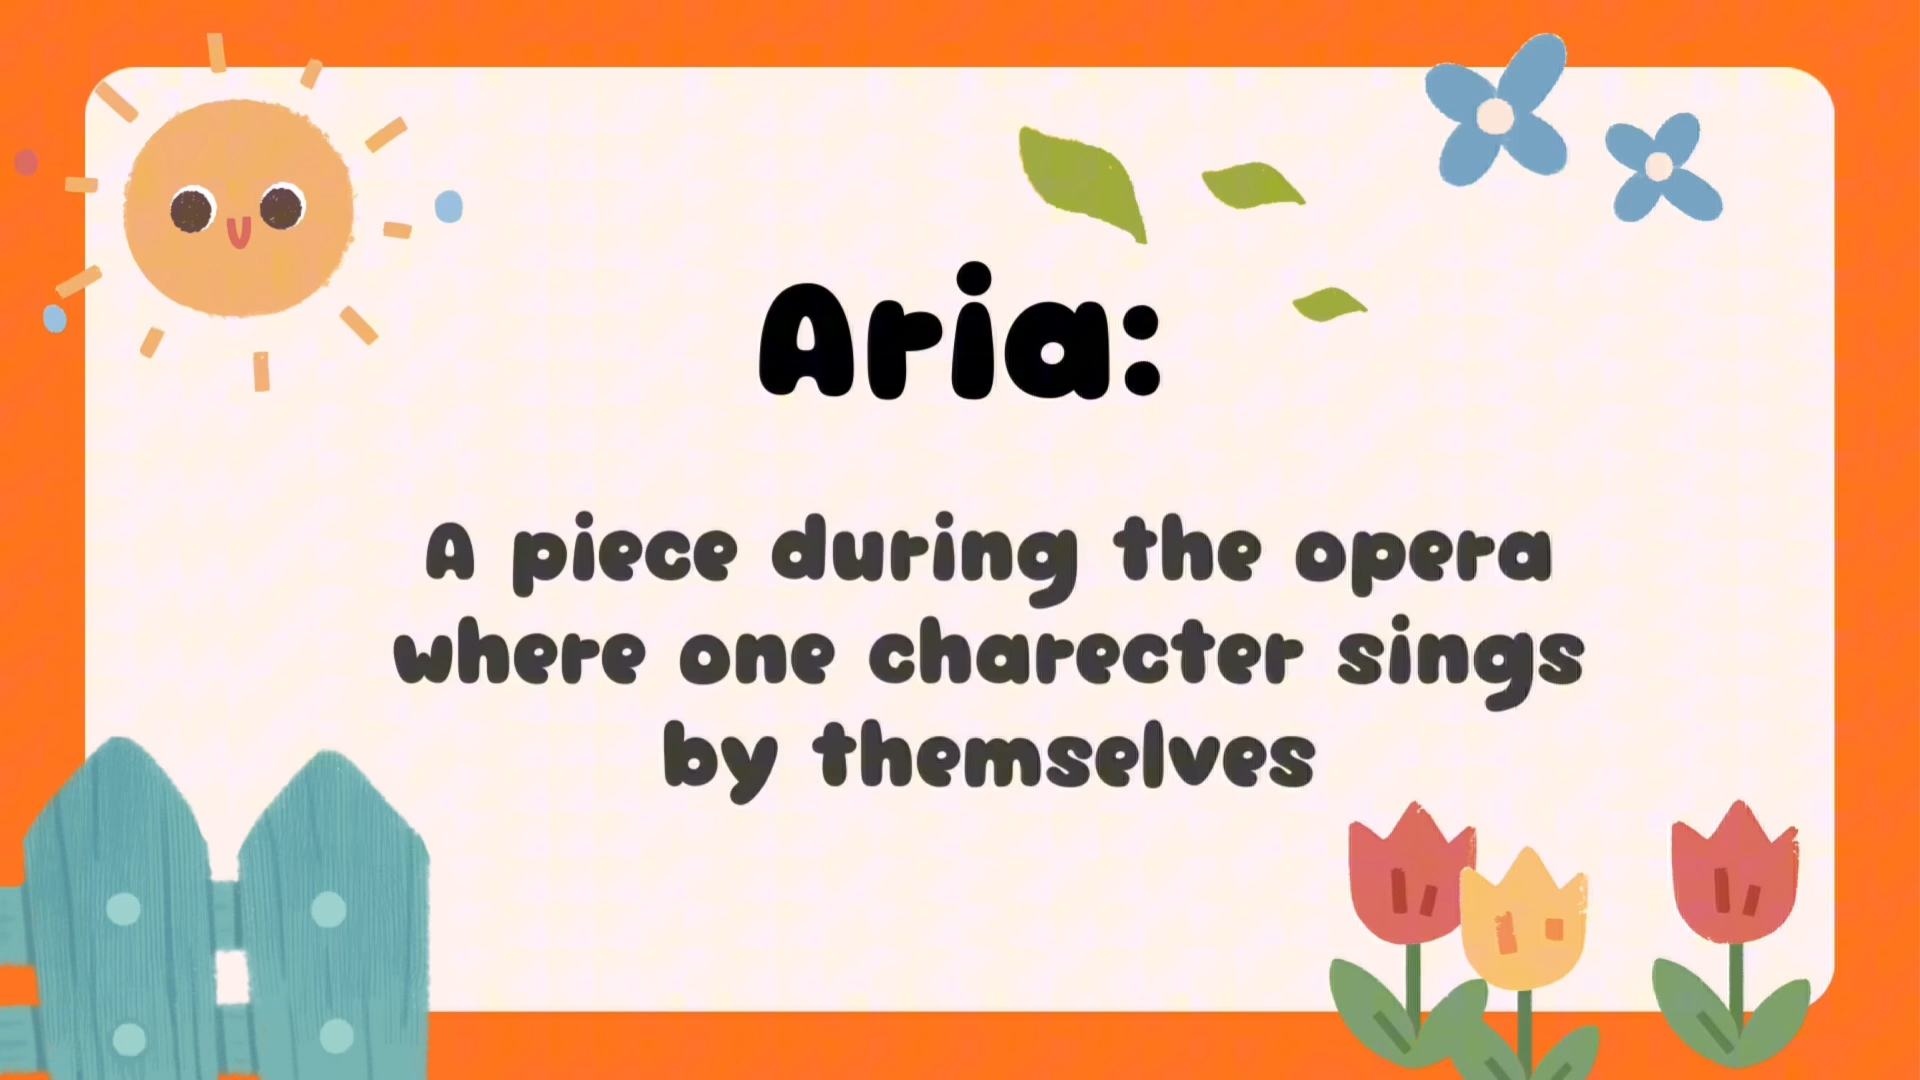 Aria:
A piece during the opera
where one charecter sings
by themselves